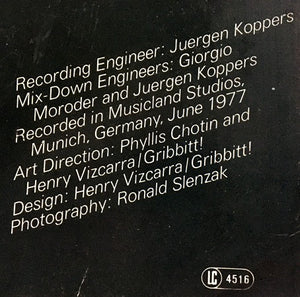 Recording Engineer: Juergen Koppers
Mix-Down Engineers: Giorgio
Moroder and Juergen Koppers
Recorded in Musicland Studios,
Munich, Germany, June 1977
Art Direction: Phyllis Chotin and
Henry Vizcarra/Gribbitt!
Design: Henry Vizcarra/Gribbitt!
Photography: Ronald Slenzak
LC 4516